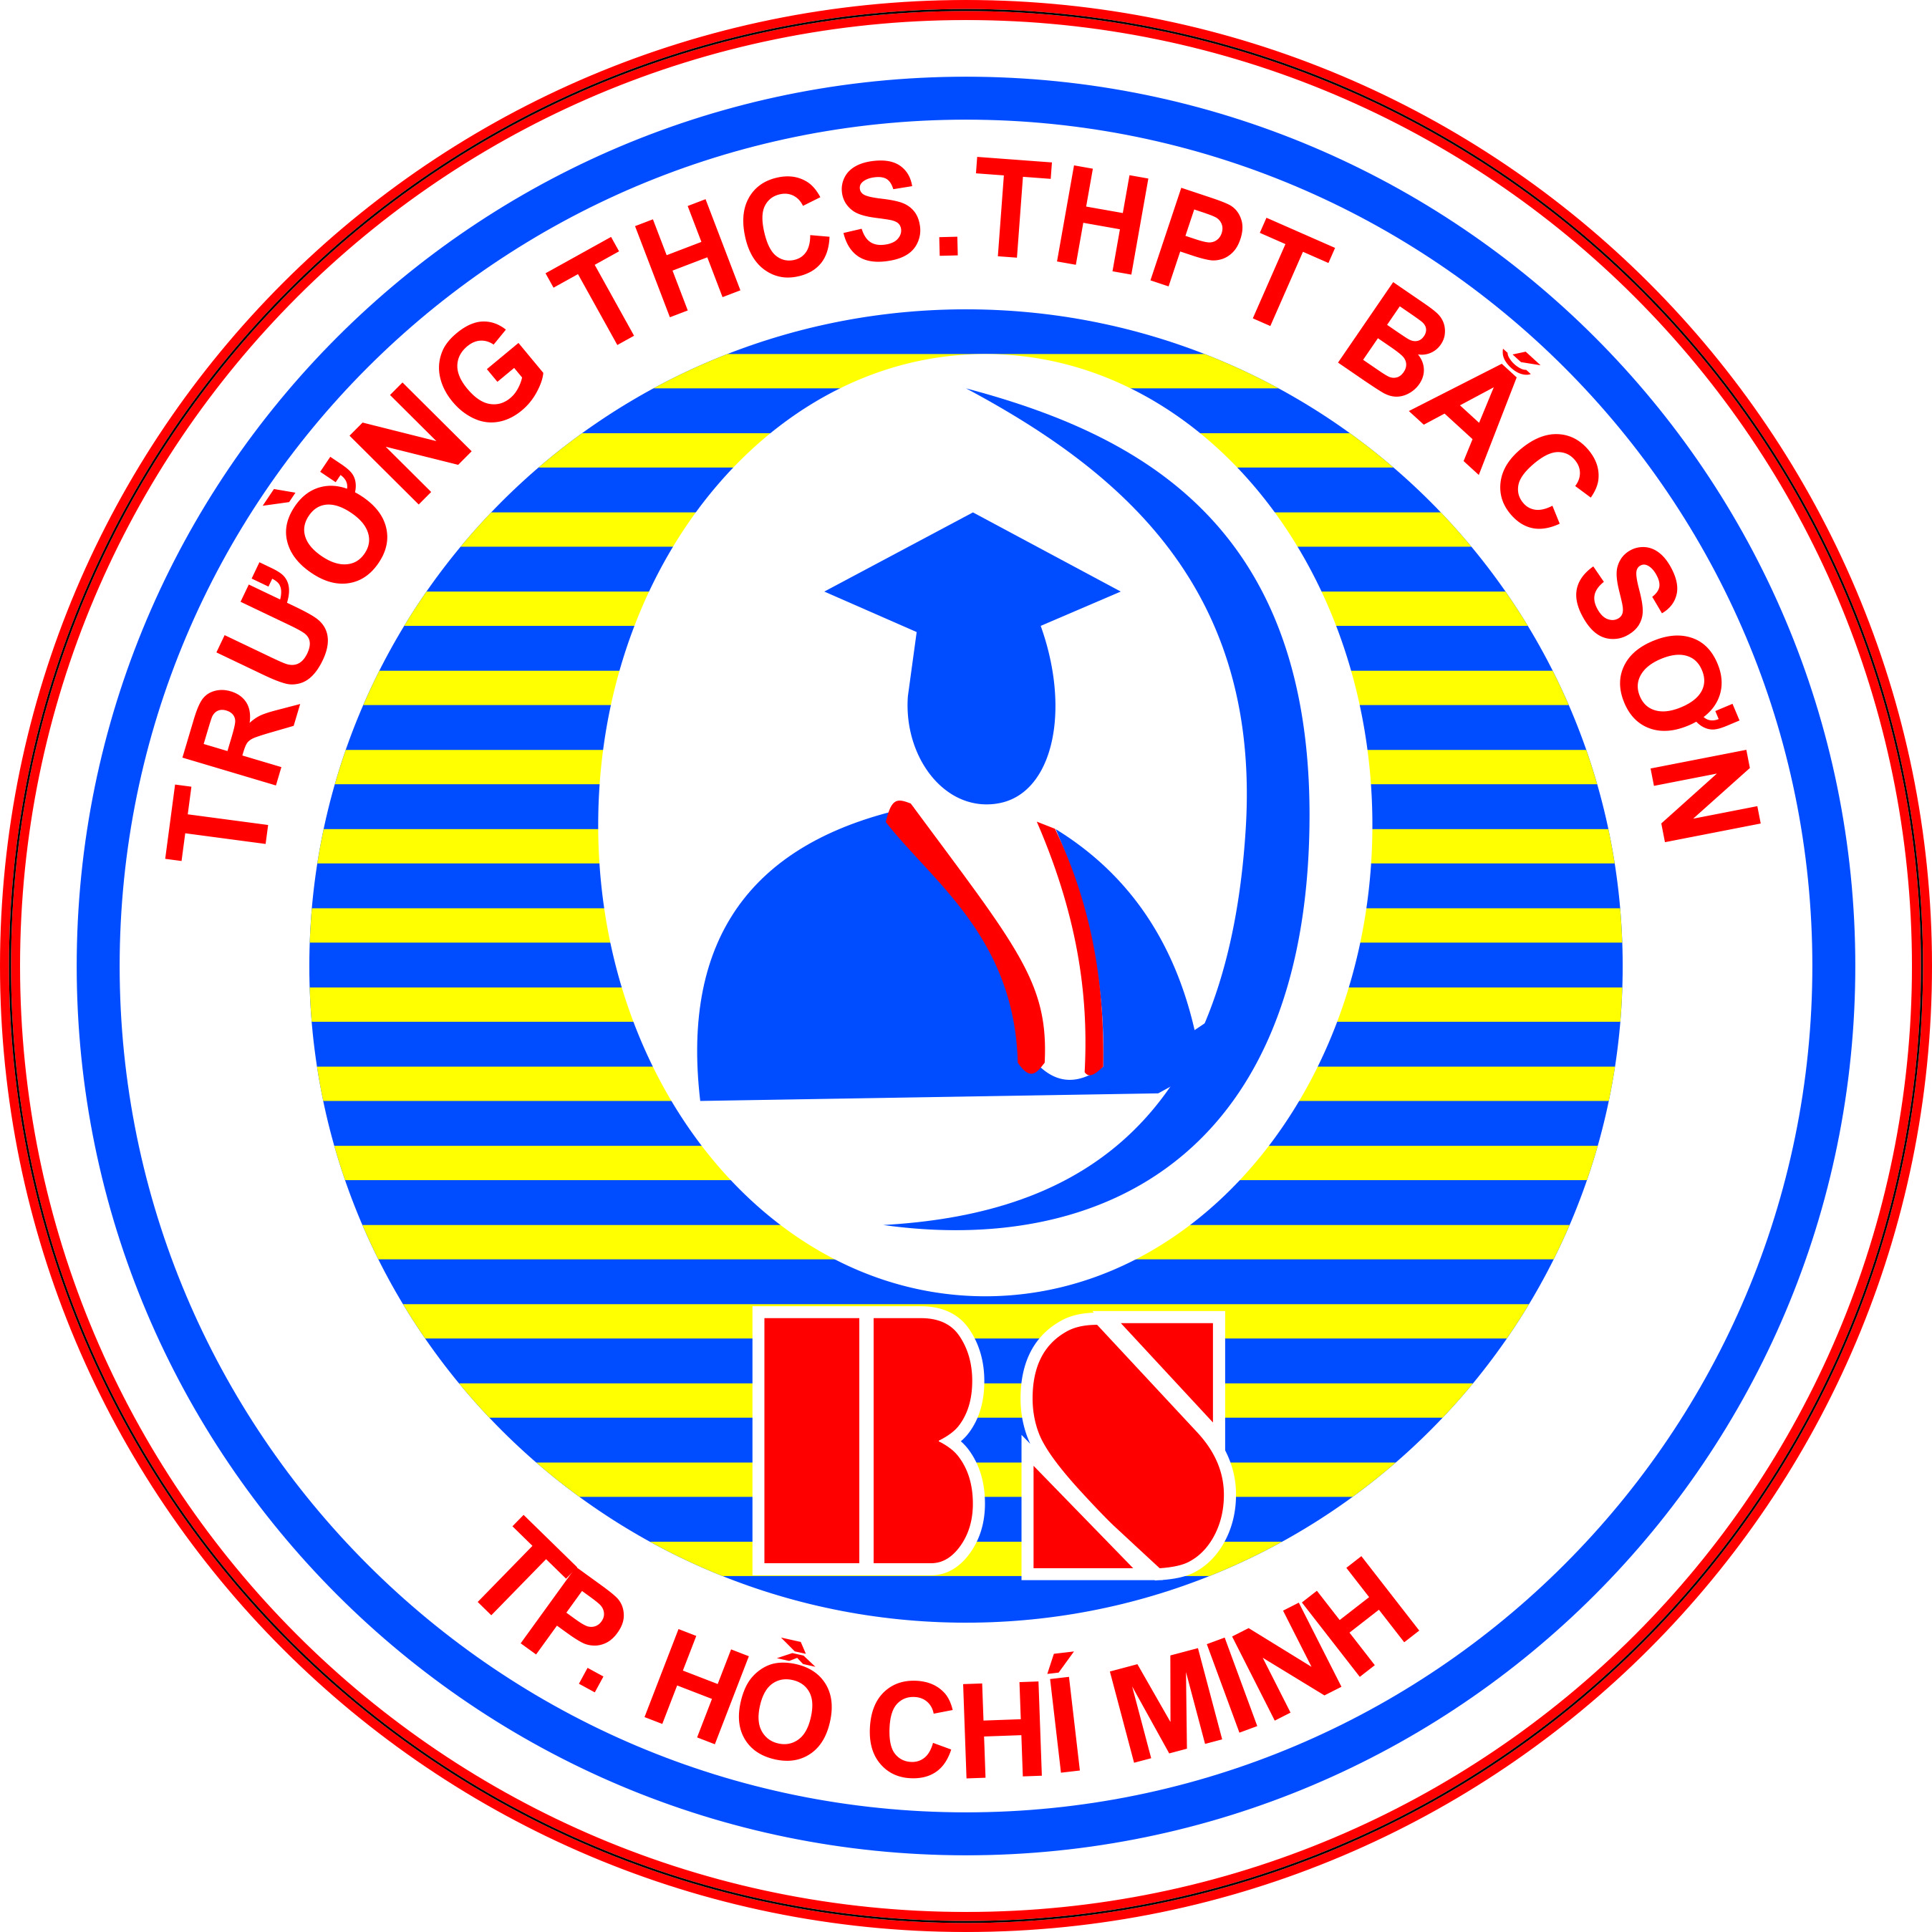 TRƯỜNG THCS.THPT BẮC SƠN
BS
TP. HỒ CHÍ MINH